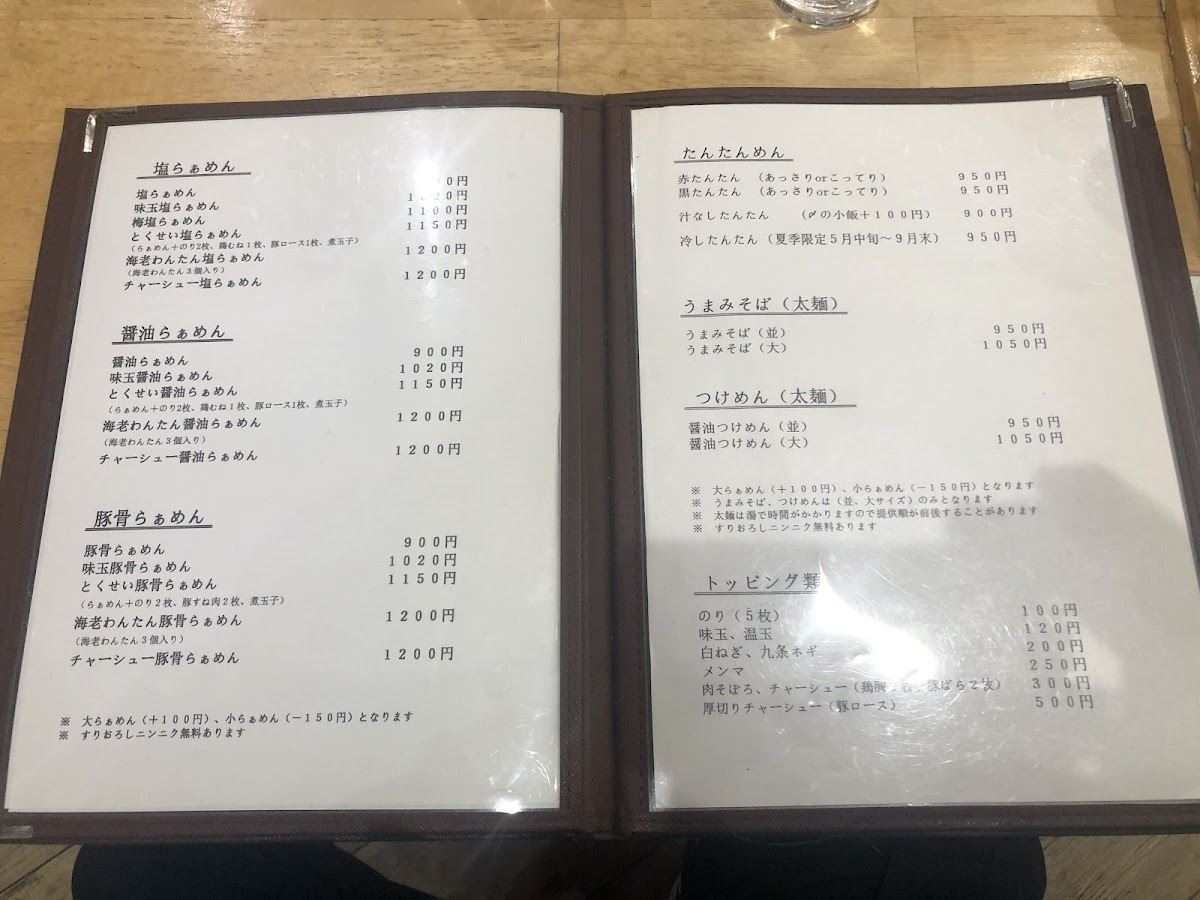 塩らぁめん
塩らぁめん 円
味玉塩らぁめん 1020円
梅塩らぁめん 1100円
とくせい塩らぁめん 1150円
（らぁめん＋のり2枚、鶏むね1枚、豚ロース1枚、煮玉子）
海老わんたん塩らぁめん 1200円
（海老わんたん３個入り）
チャーシュー塩らぁめん 1200円
醤油らぁめん
醤油らぁめん 900円
味玉醤油らぁめん 1020円
とくせい醤油らぁめん 1150円
（らぁめん＋のり2枚、鶏むね1枚、豚ロース1枚、煮玉子）
海老わんたん醤油らぁめん 1200円
（海老わんたん３個入り）
チャーシュー醤油らぁめん 1200円
豚骨らぁめん
豚骨らぁめん 900円
味玉豚骨らぁめん 1020円
とくせい豚骨らぁめん 1150円
（らぁめん＋のり２枚、豚すね肉２枚、煮玉子）
海老わんたん豚骨らぁめん 1200円
（海老わんたん３個入り）
チャーシュー豚骨らぁめん 1200円
※ 大らぁめん（＋１００円）、小らぁめん（－１５０円）となります
※ すりおろしニンニク無料あります
たんたんめん
赤たんたん （あっさりorこってり） 950円
黒たんたん （あっさりorこってり） 950円
汁なしたんたん （〆の小飯＋１００円） 900円
冷したんたん（夏季限定５月中旬～９月末） 950円
うまみそば（太麺）
うまみそば（並） 950円
うまみそば（大） 1050円
つけめん（太麺）
醤油つけめん（並） 950円
醤油つけめん（大） 1050円
※ 大らぁめん（＋１００円）、小らぁめん（－１５０円）となります
※ うまみそば、つけめんは（並、大サイズ）のみとなります
※ 太麺は湯で時間がかかりますので提供順が前後することがあります
※ すりおろしニンニク無料あります
トッピング類
のり（５枚） 100円
味玉、温玉 120円
白ねぎ、九条ネギ 200円
メンマ 250円
肉そぼろ、チャーシュー（鶏胸 豚ばら２枚） 300円
厚切りチャーシュー（豚ロース） 500円